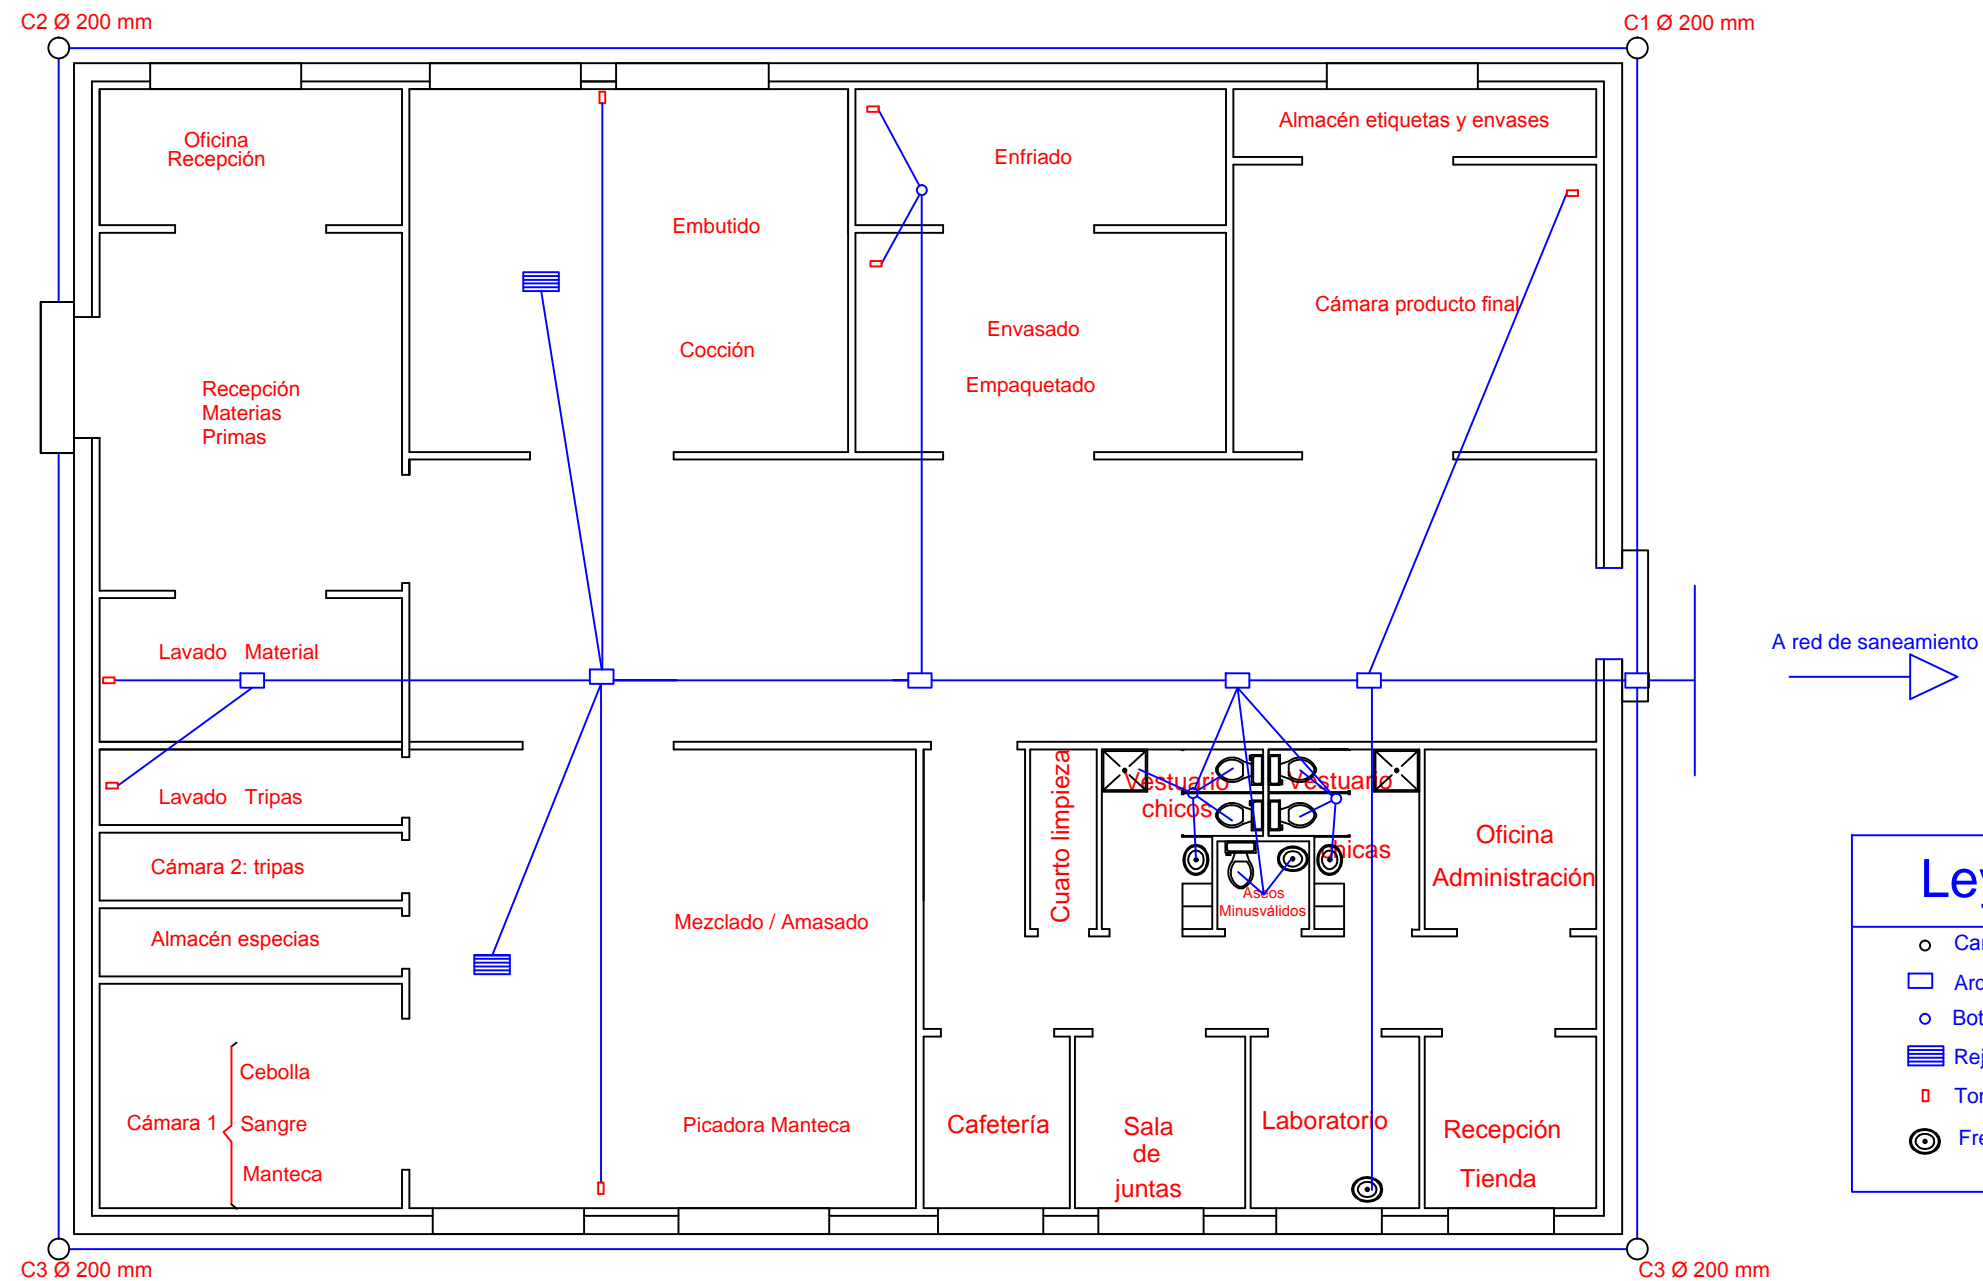 C2 Ø 200 mm
C1 Ø 200 mm
Oficina
Recepción
Almacén etiquetas y envases
Enfriado
Embutido
Cámara producto final
Envasado
Cocción
Empaquetado
Recepción
Materias
Primas
A red de saneamiento
Lavado Material
Lavado Tripas
Cuarto limpieza
Vestuario
chicos
Vestuario
chicas
Oficina
Administración
Cámara 2: tripas
Aseos
Minusválidos
Mezclado / Amasado
Almacén especias
Cebolla
Cámara 1
Sangre
Manteca
Picadora Manteca
Cafetería
Sala
de
juntas
Laboratorio
Recepción
Tienda
C3 Ø 200 mm
C3 Ø 200 mm